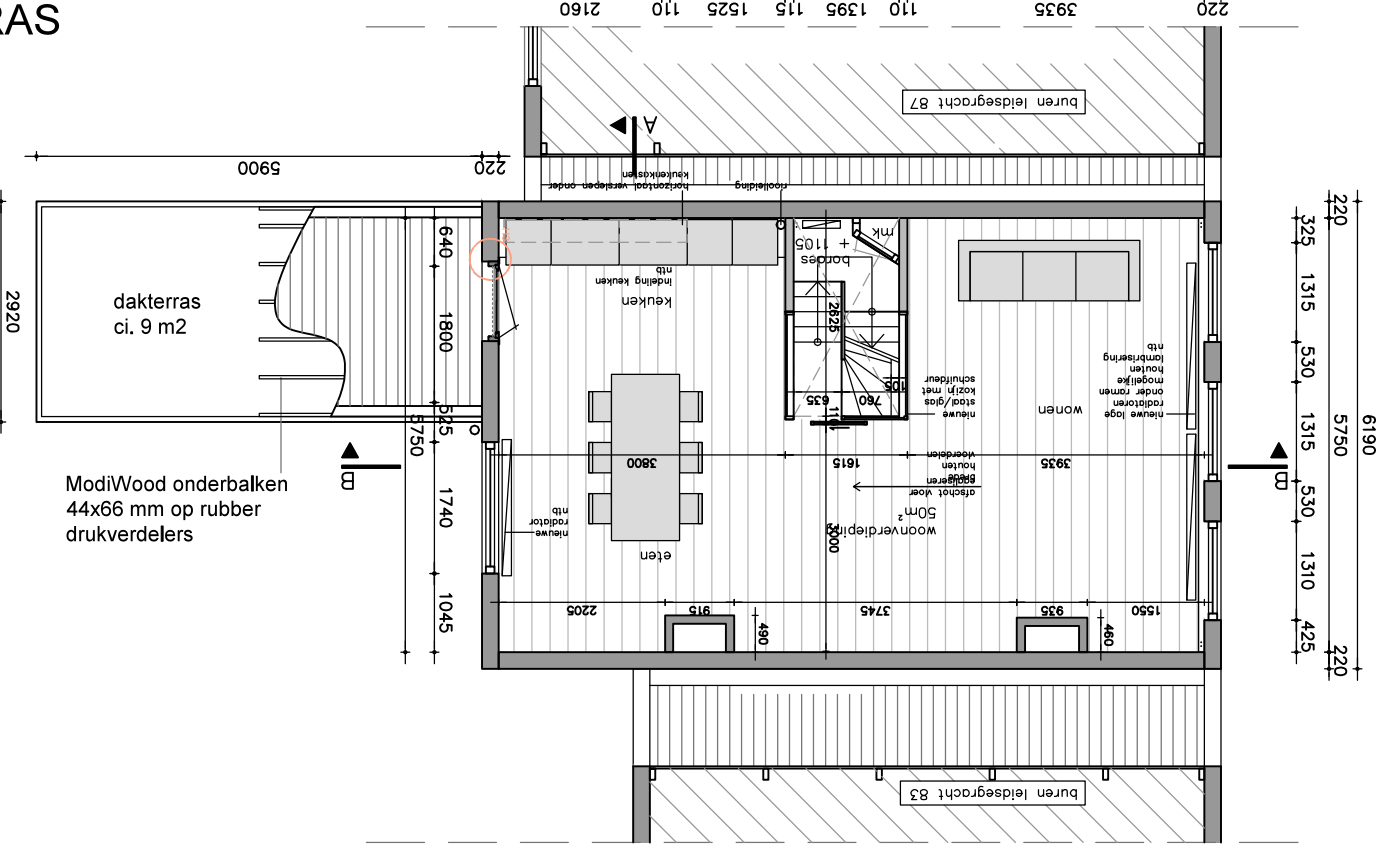 RAS
2160
110
1525
115
1395
110
3935
220
buren leidsegracht 87
A
5900
220
horizontaal verslepen onder
keukenkasten
rioolleiding
dakterras
ci. 9 m2
2920
640
1800
525
5750
1740
1045
indeling keuken
ntb
keuken
bordes
+ 1105
mk
2625
105
760
635
1101
nieuwe
staal/glas
kozijn met
schuifdeur
wonen
nieuwe lage
radiatoren
onder ramen
mogelijke
houten
lambrisering
ntb
220
325
1315
530
1315
530
1310
425
220
5750
6190
ModiWood onderbalken
44x66 mm op rubber
drukverdelers
B
B
3800
1615
3935
afschot vloer
egaliseren
brede
houten
vloerdelen
woonverdieping
50m²
3000
nieuwe
radiator
ntb
eten
2205
915
3745
935
1550
490
460
buren leidsegracht 83